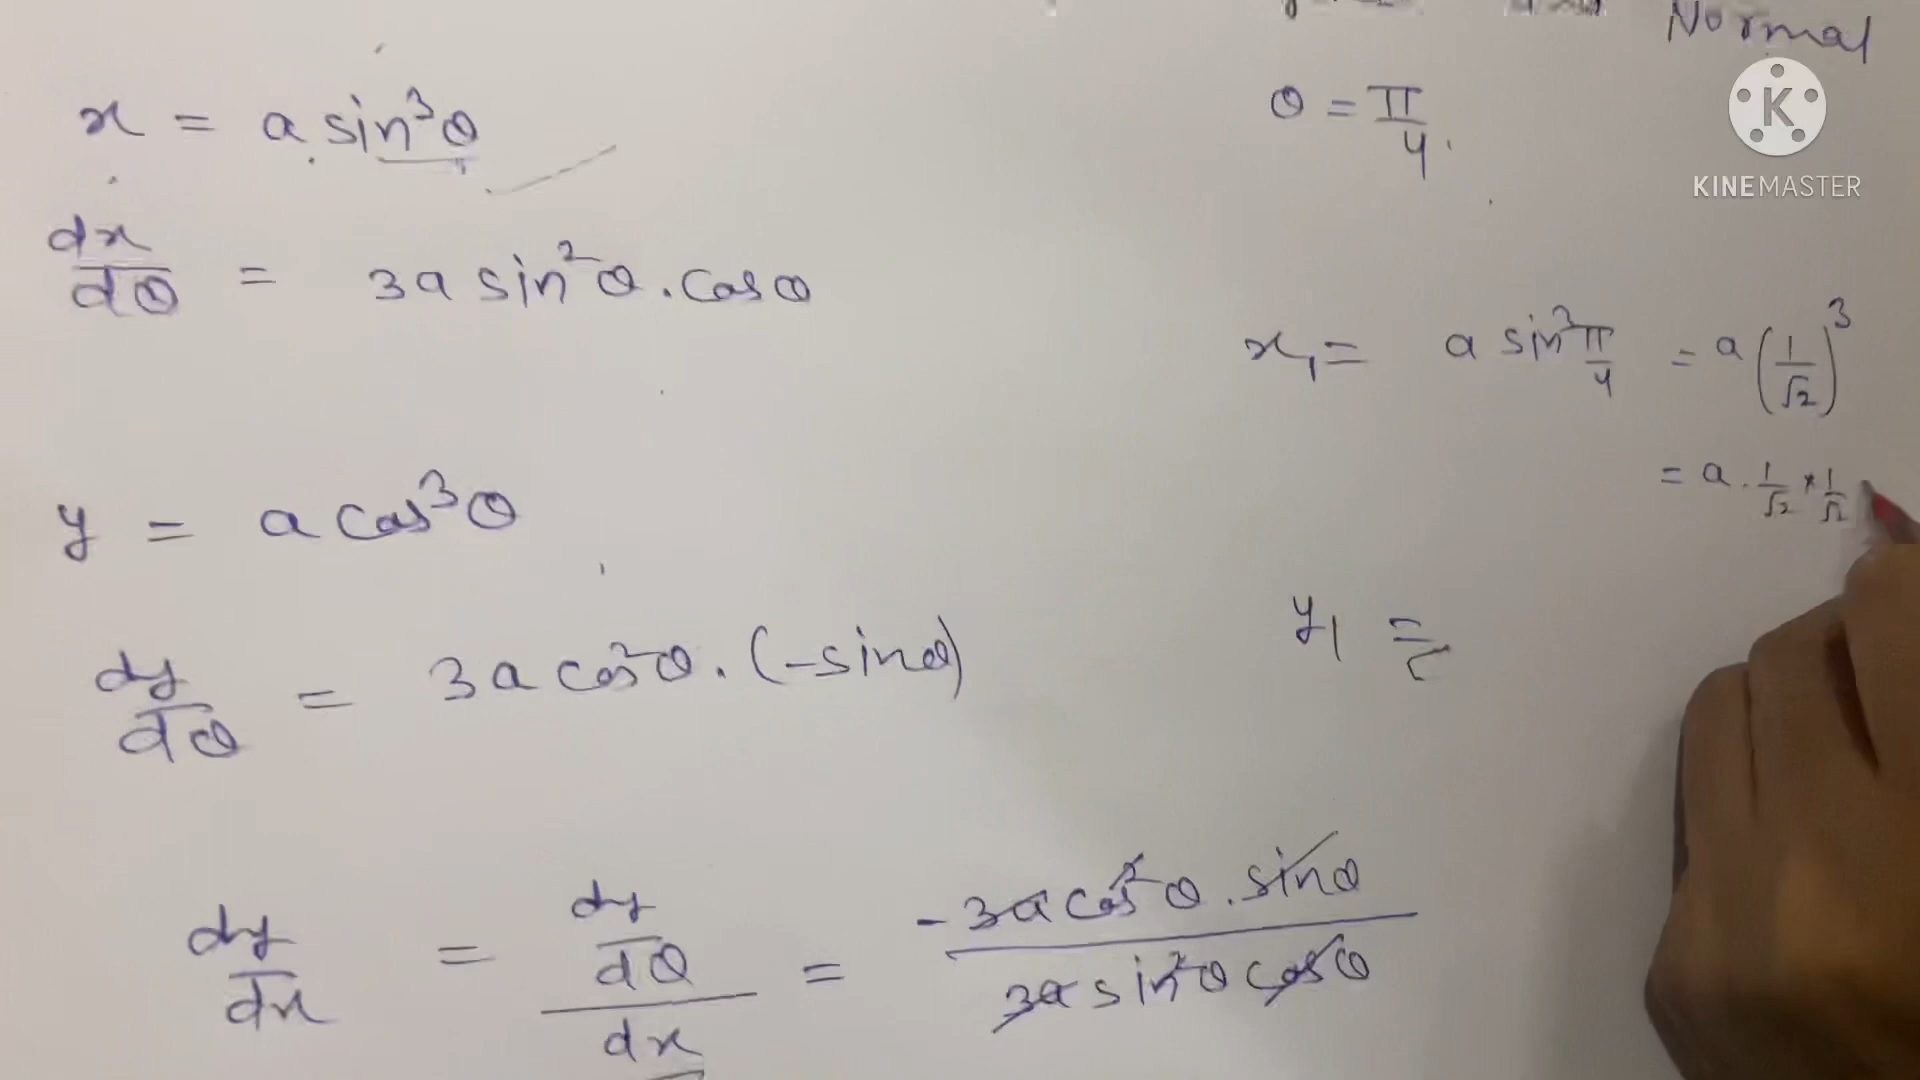 Normal
θ = π/4.
KINEMASTER
x = a sin³θ
dx/dθ = 3a sin²θ . cosθ
x₁ = a sin³ π/4 = a (1/√2)³
= a . 1/√2 × 1/√2
y = a cos³θ
y₁ =
dy/dθ = 3a cos²θ . (-sinθ)
dy/dx = dy/dθ / dx = -3a cos²θ . sinθ / 3a sin²θ cosθ